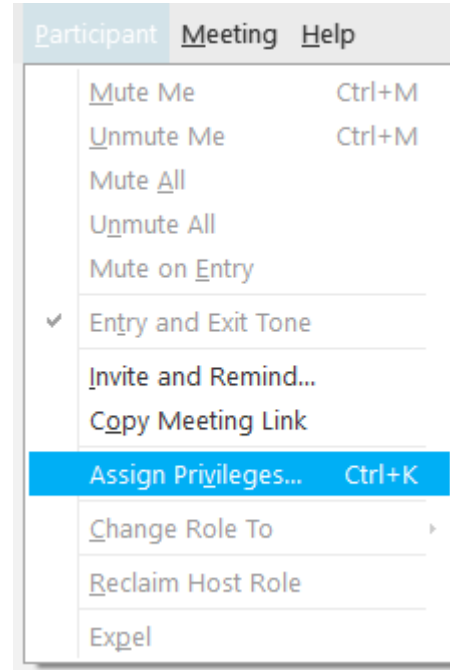 Participant Meeting Help
Mute Me Ctrl+M
Unmute Me Ctrl+M
Mute All
Unmute All
Mute on Entry
Entry and Exit Tone
Invite and Remind...
Copy Meeting Link
Assign Privileges... Ctrl+K
Change Role To
Reclaim Host Role
Expel